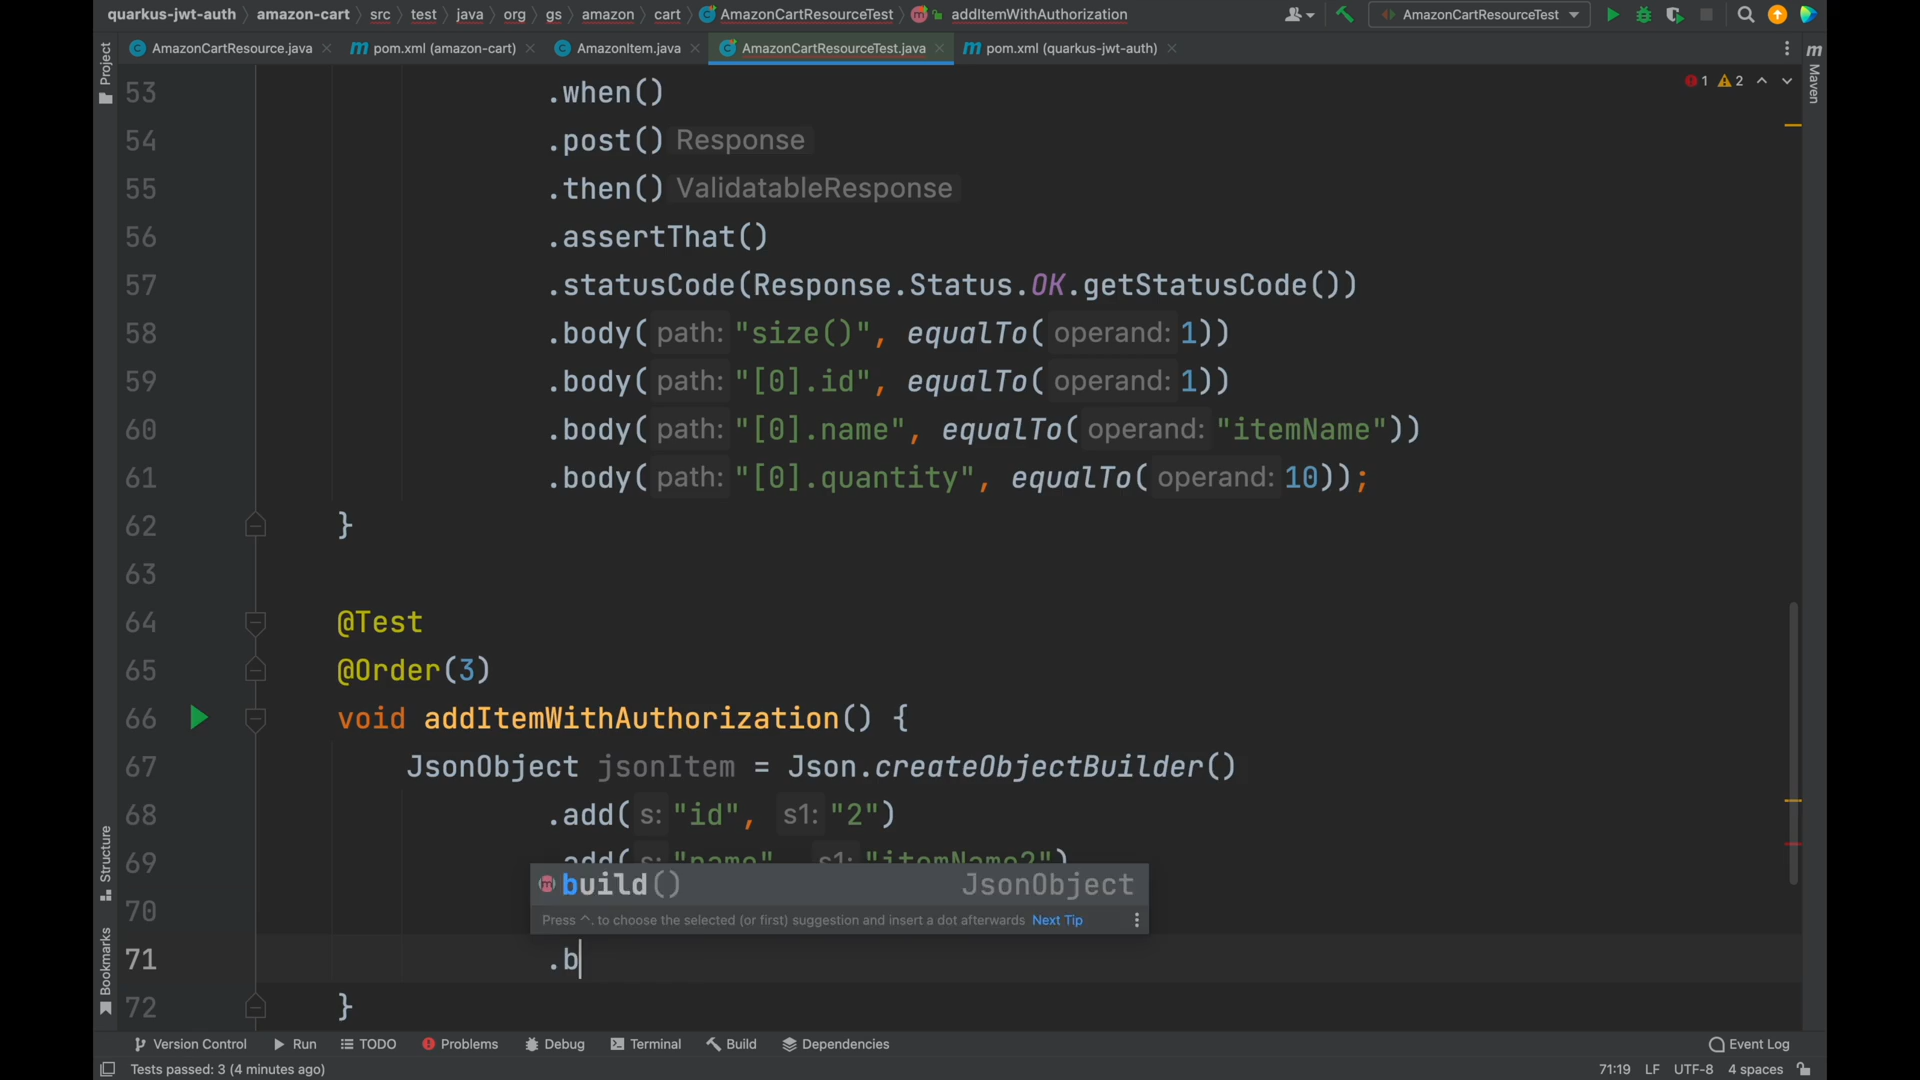 quarkus-jwt-auth amazon-cart src test java org gs amazon cart AmazonCartResourceTest addItemWithAuthorization AmazonCartResourceTest
AmazonCartResource.java pom.xml (amazon-cart) AmazonItem.java AmazonCartResourceTest.java pom.xml (quarkus-jwt-auth)
Project
Maven
1 2
53 .when()
54 .post() Response
55 .then() ValidatableResponse
56 .assertThat()
57 .statusCode(Response.Status.OK.getStatusCode())
58 .body( path: "size()", equalTo( operand: 1))
59 .body( path: "[0].id", equalTo( operand: 1))
60 .body( path: "[0].name", equalTo( operand: "itemName"))
61 .body( path: "[0].quantity", equalTo( operand: 10));
62 }
63
64 @Test
65 @Order(3)
66 void addItemWithAuthorization() {
67 JsonObject jsonItem = Json.createObjectBuilder()
68 .add( s: "id", s1: "2")
69 .add( s: "name", s1: "itemName2")
build() JsonObject
70
Press ^. to choose the selected (or first) suggestion and insert a dot afterwards Next Tip
71 .b
72 }
Structure
Bookmarks
Version Control Run TODO Problems Debug Terminal Build Dependencies Event Log
Tests passed: 3 (4 minutes ago) 71:19 LF UTF-8 4 spaces